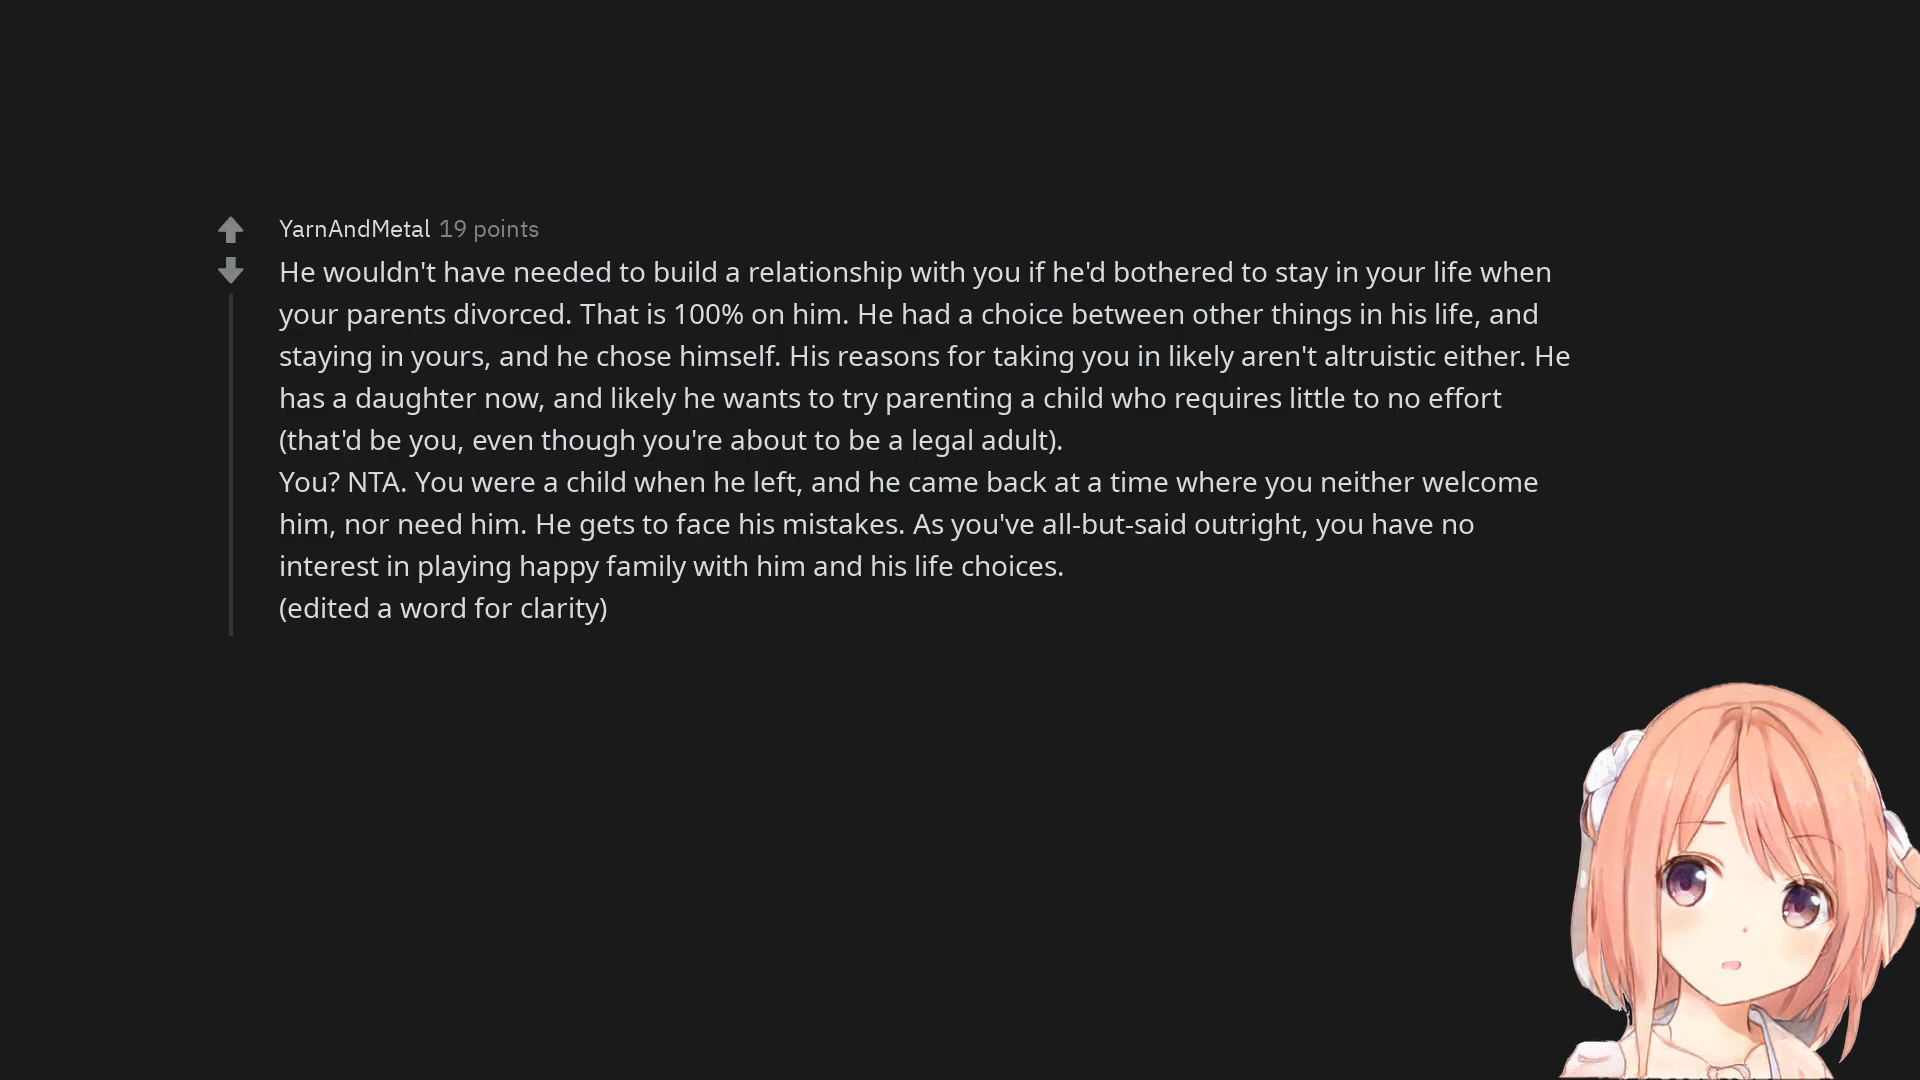 YarnAndMetal 19 points
He wouldn't have needed to build a relationship with you if he'd bothered to stay in your life when
your parents divorced. That is 100% on him. He had a choice between other things in his life, and
staying in yours, and he chose himself. His reasons for taking you in likely aren't altruistic either. He
has a daughter now, and likely he wants to try parenting a child who requires little to no effort
(that'd be you, even though you're about to be a legal adult).
You? NTA. You were a child when he left, and he came back at a time where you neither welcome
him, nor need him. He gets to face his mistakes. As you've all-but-said outright, you have no
interest in playing happy family with him and his life choices.
(edited a word for clarity)